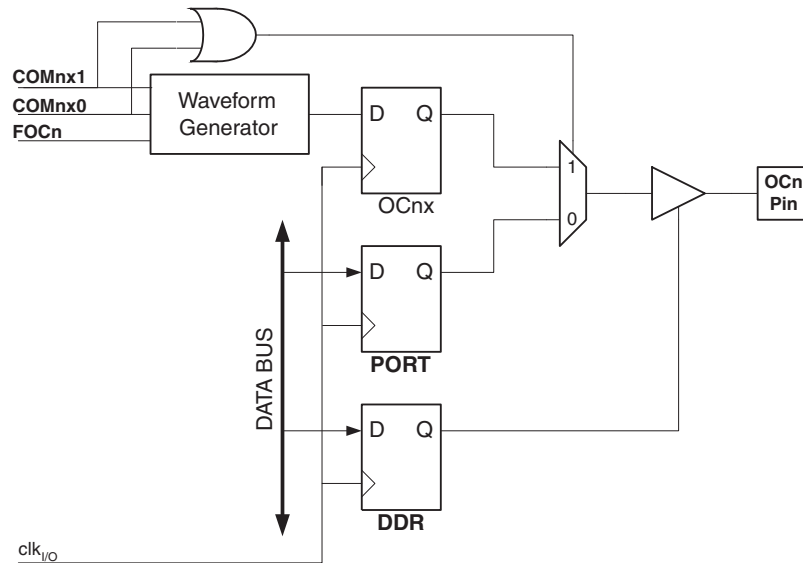 COMnx1
COMnx0
FOCn
Waveform
Generator
D Q
OCnx
1
0
OCn
Pin
D Q
PORT
DATA BUS
D Q
DDR
clkI/O